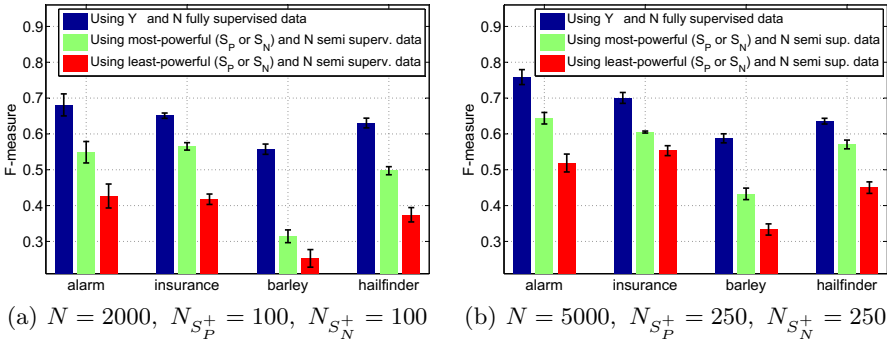 Using Y and N fully supervised data
Using most-powerful (S_P or S_N) and N semi superv. data
Using least-powerful (S_P or S_N) and N semi superv. data
F-measure
0.9
0.8
0.7
0.6
0.5
0.4
0.3
alarm insurance barley hailfinder
(a) N = 2000, N_{S_P^+} = 100, N_{S_N^+} = 100
Using Y and N fully supervised data
Using most-powerful (S_P or S_N) and N semi sup. data
Using least-powerful (S_P or S_N) and N semi sup. data
F-measure
0.9
0.8
0.7
0.6
0.5
0.4
0.3
alarm insurance barley hailfinder
(b) N = 5000, N_{S_P^+} = 250, N_{S_N^+} = 250